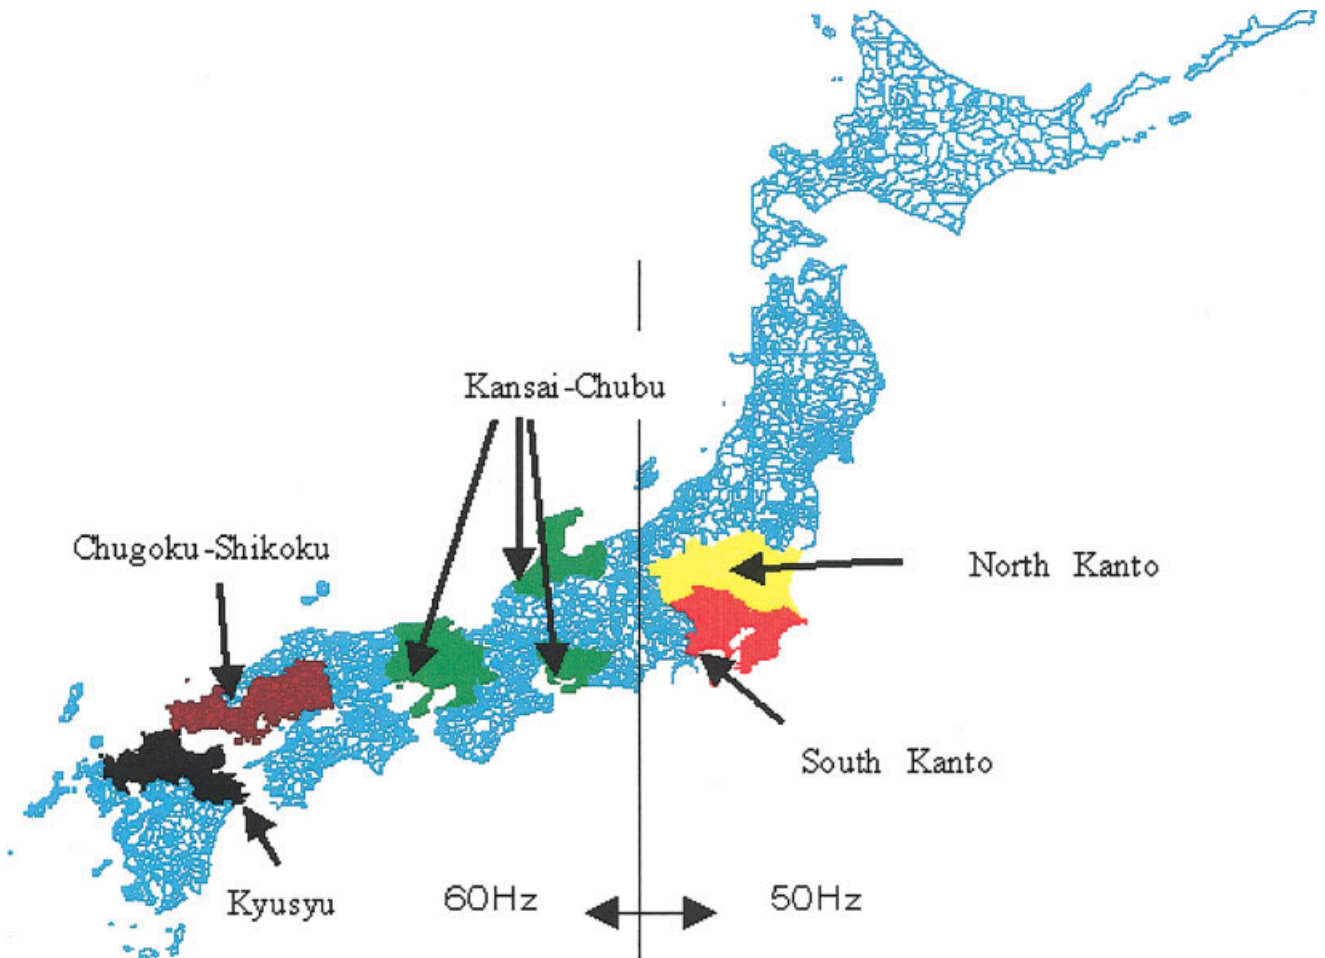 Kansai-Chubu
Chugoku-Shikoku
North Kanto
South Kanto
Kyusyu
60Hz
50Hz